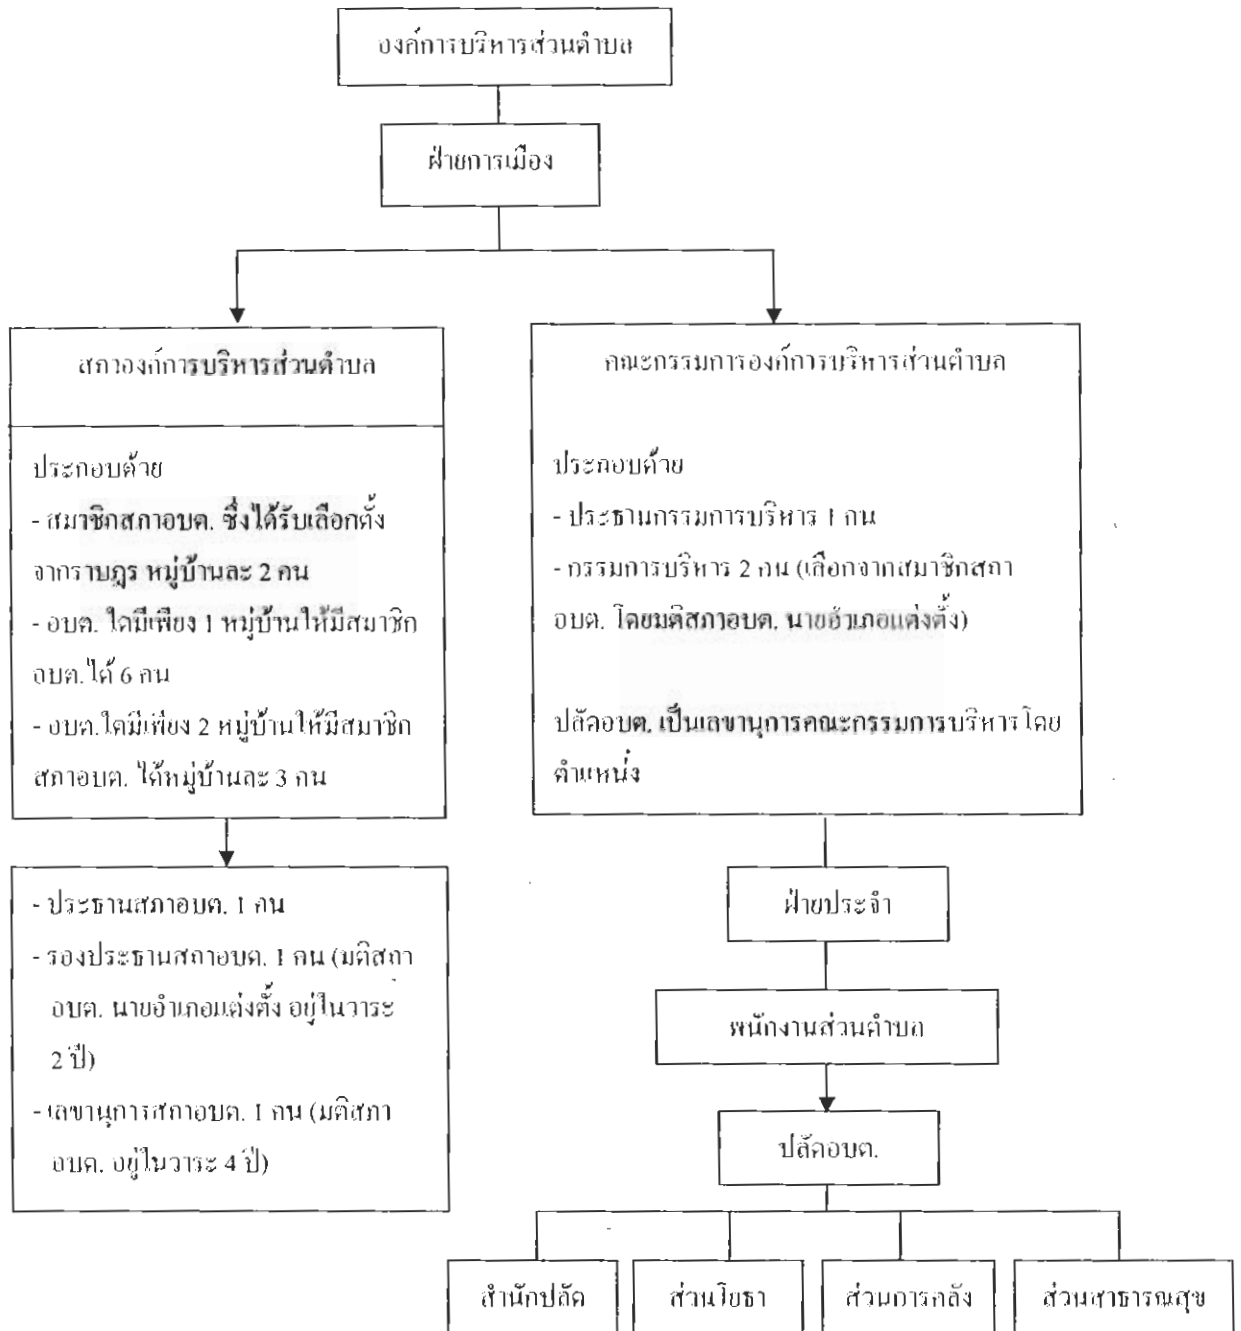 องค์การบริหารส่วนตำบล
ฝ่ายการเมือง
สภาองค์การบริหารส่วนตำบล
ประกอบด้วย
- สมาชิกสภาอบต. ซึ่งได้รับเลือกตั้ง
จากราษฎร หมู่บ้านละ 2 คน
- อบต. ใดมีเพียง 1 หมู่บ้านให้มีสมาชิก
อบต.ได้ 6 คน
- อบต.ใดมีเพียง 2 หมู่บ้านให้มีสมาชิก
สภาอบต. ได้หมู่บ้านละ 3 คน
- ประธานสภาอบต. 1 คน
- รองประธานสภาอบต. 1 คน (มติสภา
อบต. นายอำเภอแต่งตั้ง อยู่ในวาระ
2 ปี)
- เลขานุการสภาอบต. 1 คน (มติสภา
อบต. อยู่ในวาระ 4 ปี)
คณะกรรมการองค์การบริหารส่วนตำบล
ประกอบด้วย
- ประธานกรรมการบริหาร 1 คน
- กรรมการบริหาร 2 คน (เลือกจากสมาชิกสภา
อบต. โดยมติสภาอบต. นายอำเภอแต่งตั้ง)
ปลัดอบต. เป็นเลขานุการคณะกรรมการบริหารโดย
ตำแหน่ง
ฝ่ายประจำ
พนักงานส่วนตำบล
ปลัดอบต.
สำนักปลัด
ส่วนโยธา
ส่วนการคลัง
ส่วนสาธารณสุข